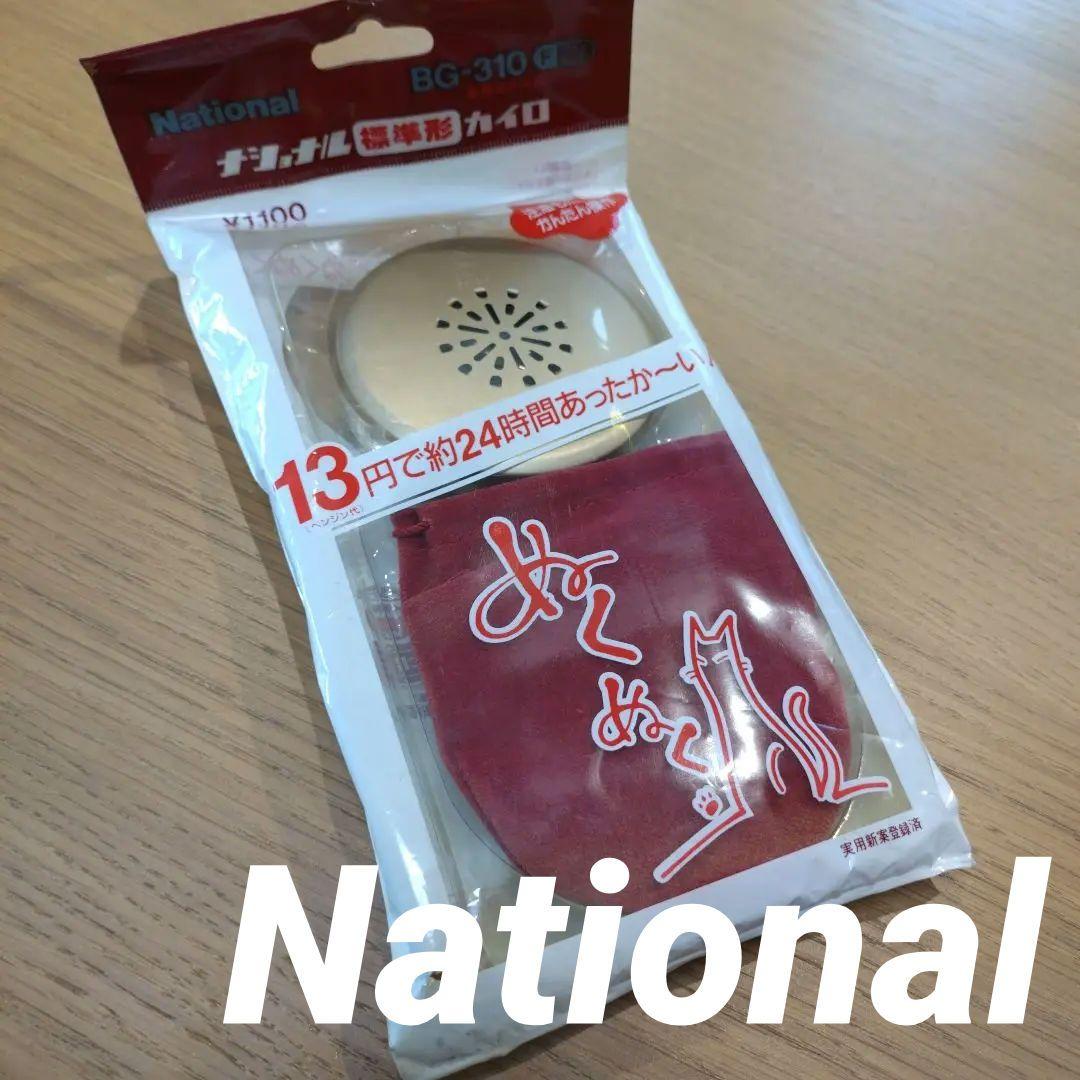 National
BG-310
ナショナル 標準形 カイロ
¥1100
かんたん操作
13円で約24時間あったか～い
(ベンジン代)
ぬく
ぬく
実用新案登録済
National